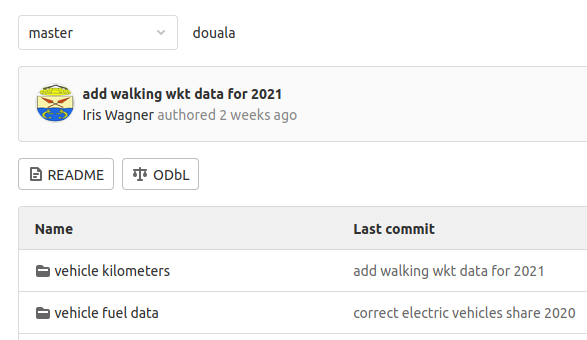 master douala
add walking wkt data for 2021
Iris Wagner authored 2 weeks ago
README ODbL
Name Last commit
vehicle kilometers add walking wkt data for 2021
vehicle fuel data correct electric vehicles share 2020